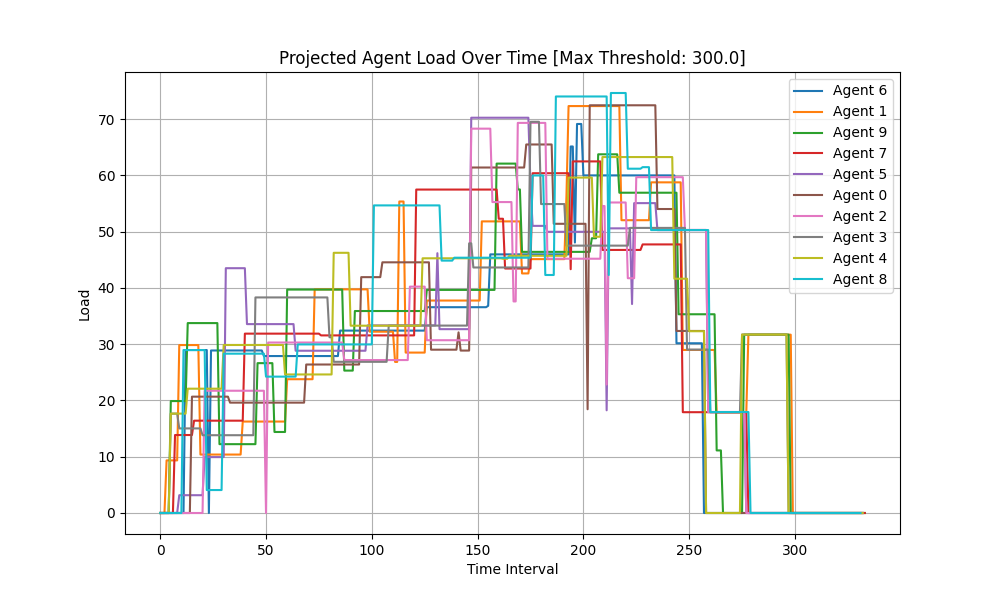 Projected Agent Load Over Time [Max Threshold: 300.0]
Load
70
60
50
40
30
20
10
0
0 50 100 150 200 250 300
Time Interval
Agent 6
Agent 1
Agent 9
Agent 7
Agent 5
Agent 0
Agent 2
Agent 3
Agent 4
Agent 8